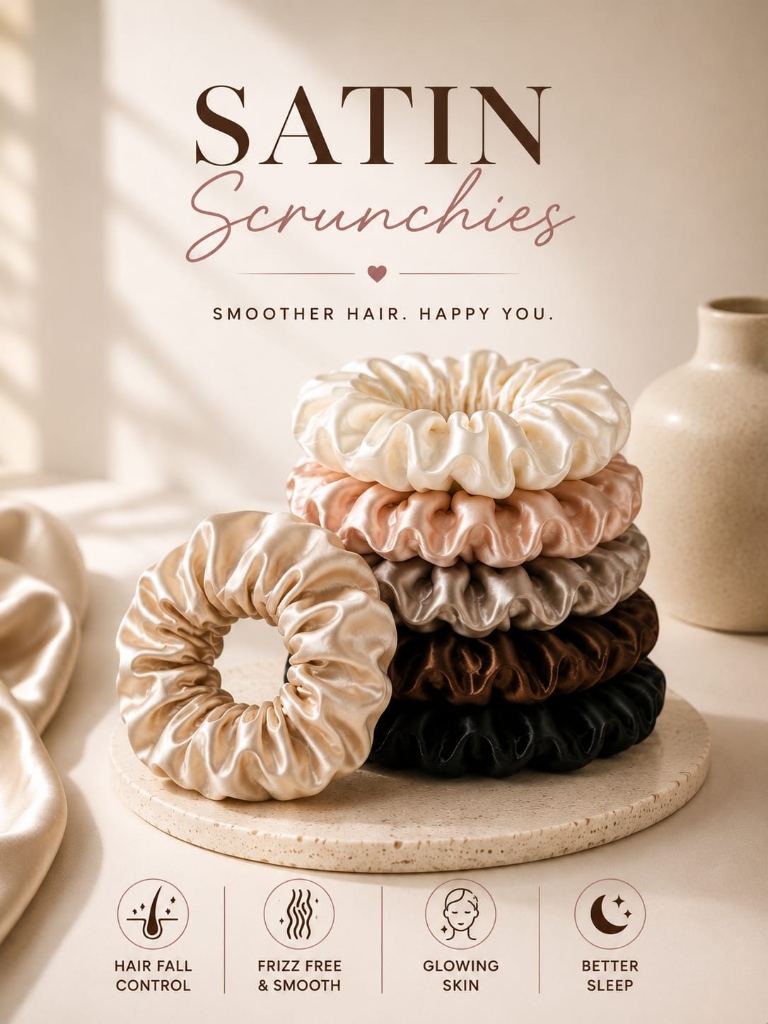 SATIN
Scrunchies
SMOOTHER HAIR. HAPPY YOU.
HAIR FALL
CONTROL
FRIZZ FREE
& SMOOTH
GLOWING
SKIN
BETTER
SLEEP